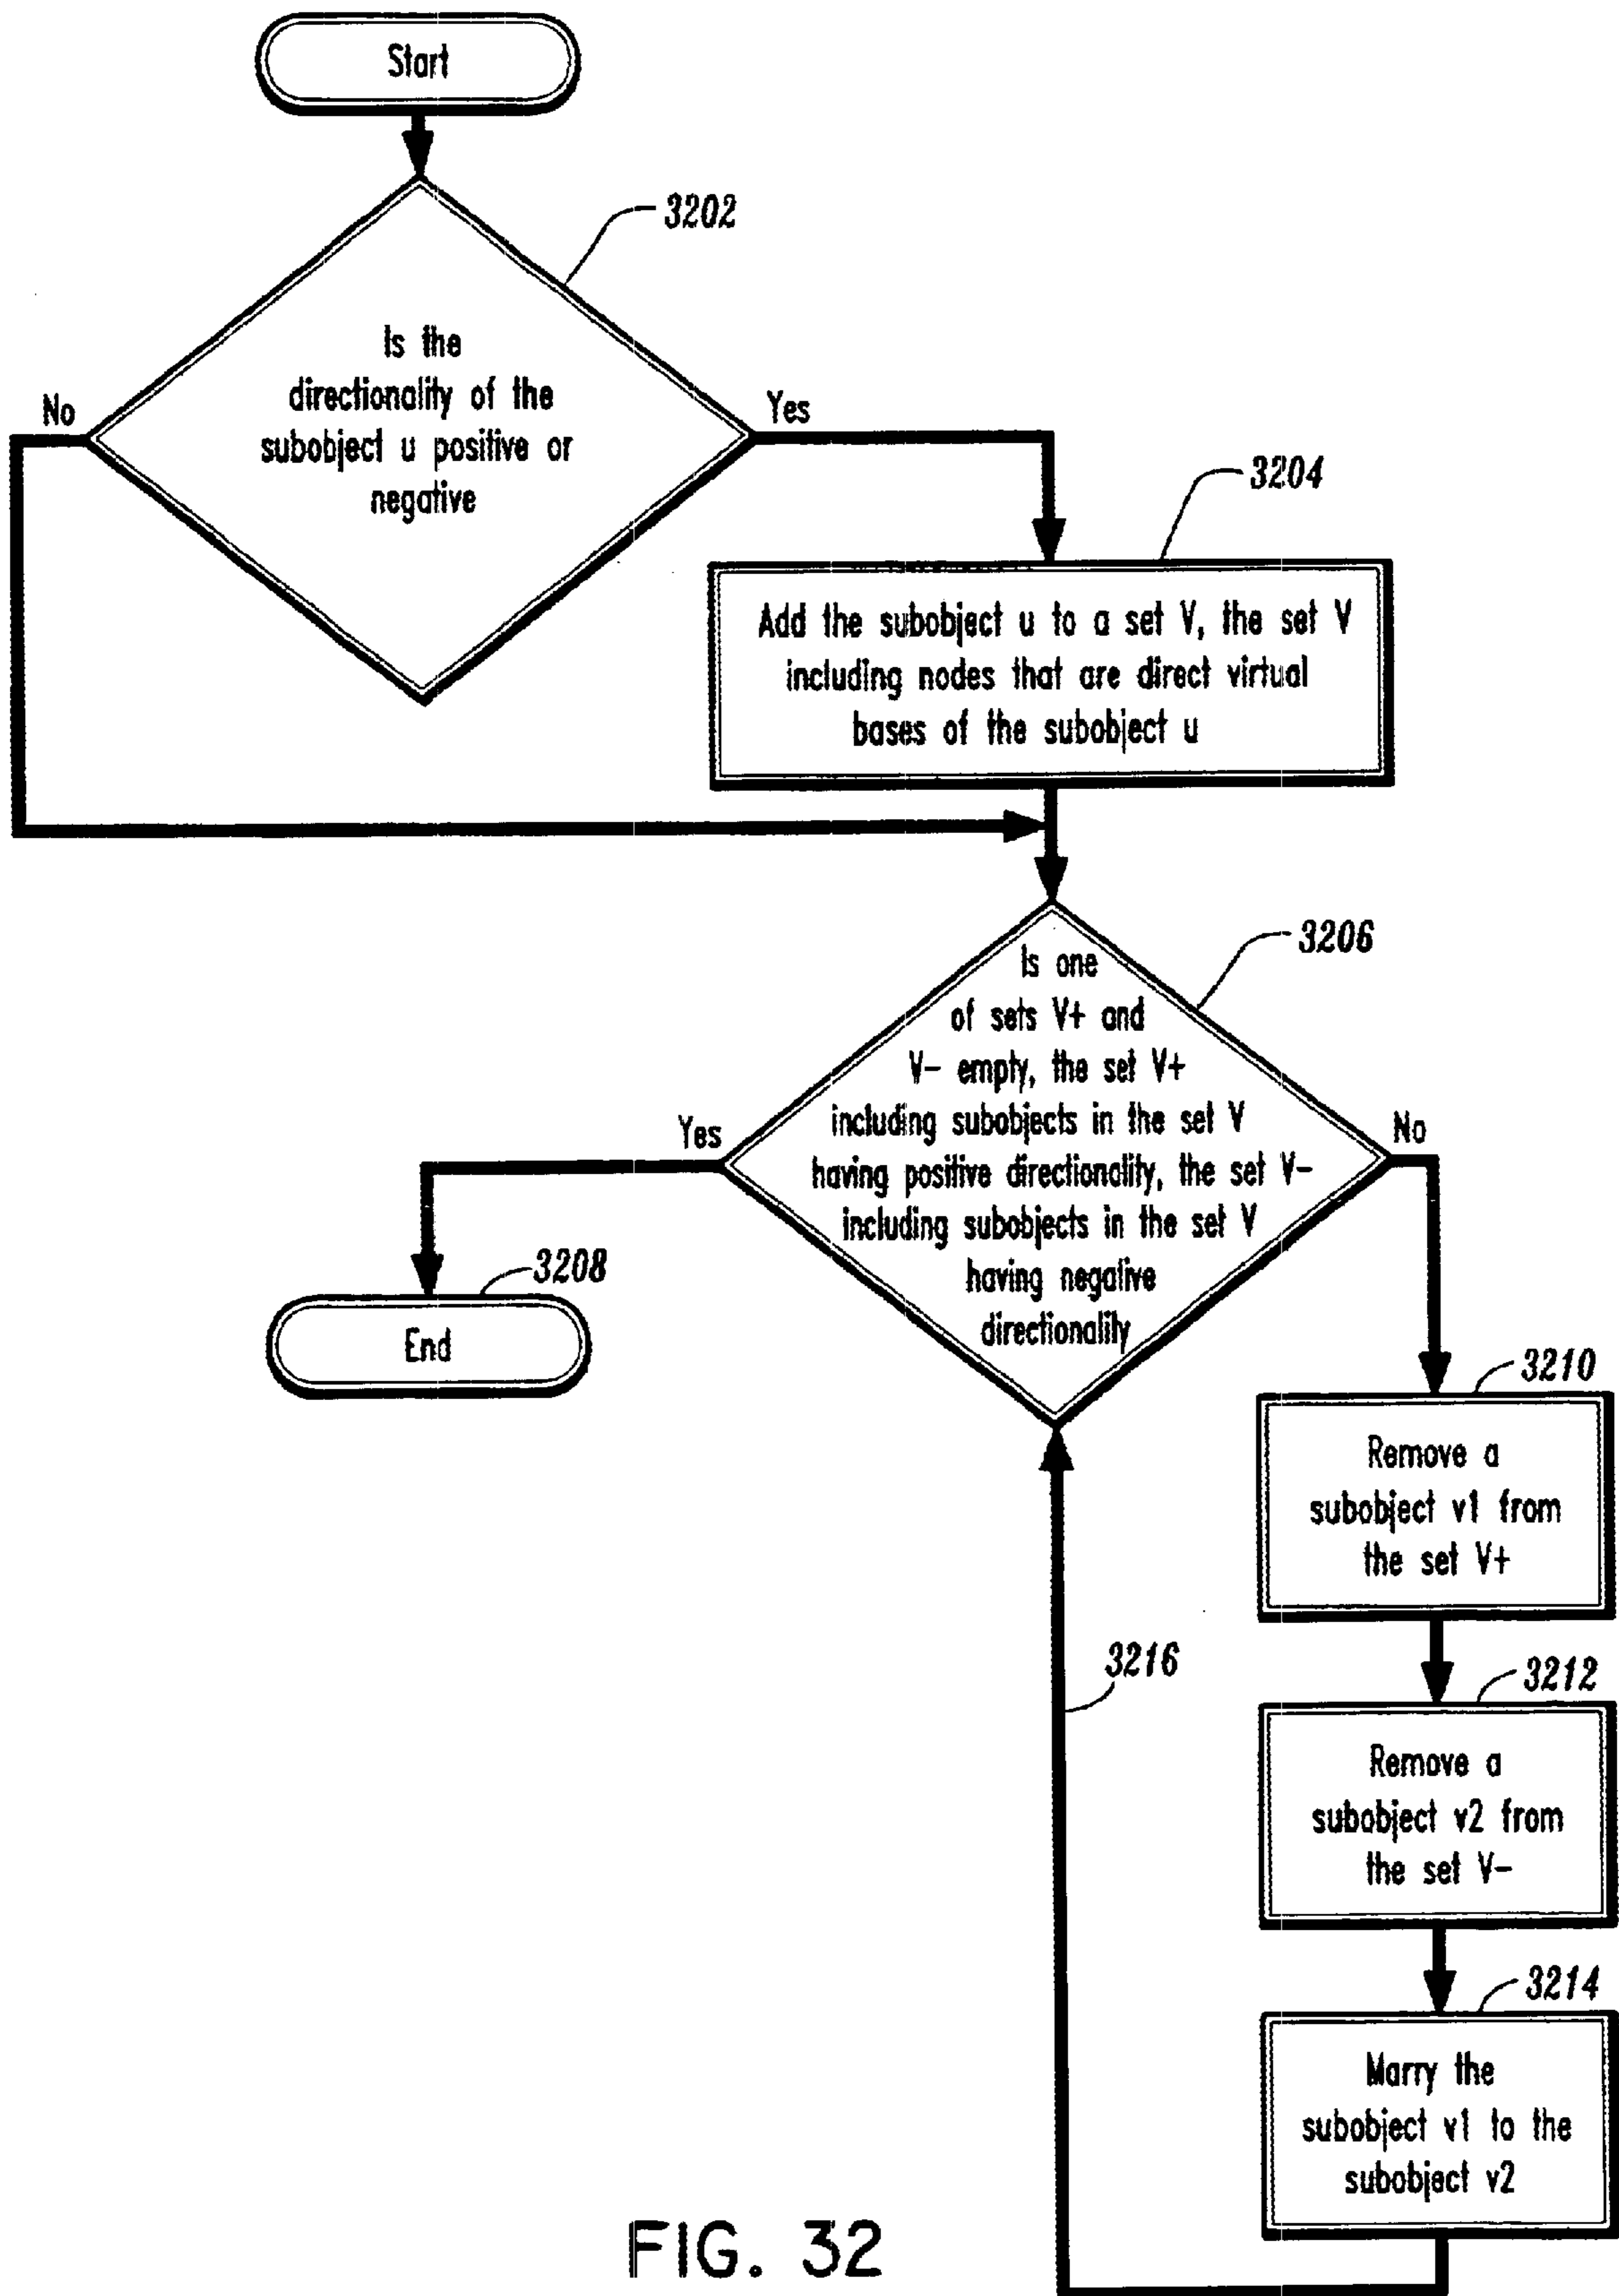 Start
3202
Is the
directionality of the
subobject u positive or
negative
No
Yes
3204
Add the subobject u to a set V, the set V
including nodes that are direct virtual
bases of the subobject u
3206
Is one
of sets V+ and
V- empty, the set V+
including subobjects in the set V
having positive directionality, the set V-
including subobjects in the set V
having negative
directionality
Yes
No
3208
End
3210
Remove a
subobject v1 from
the set V+
3216
3212
Remove a
subobject v2 from
the set V-
3214
Marry the
subobject v1 to the
subobject v2
FIG. 32